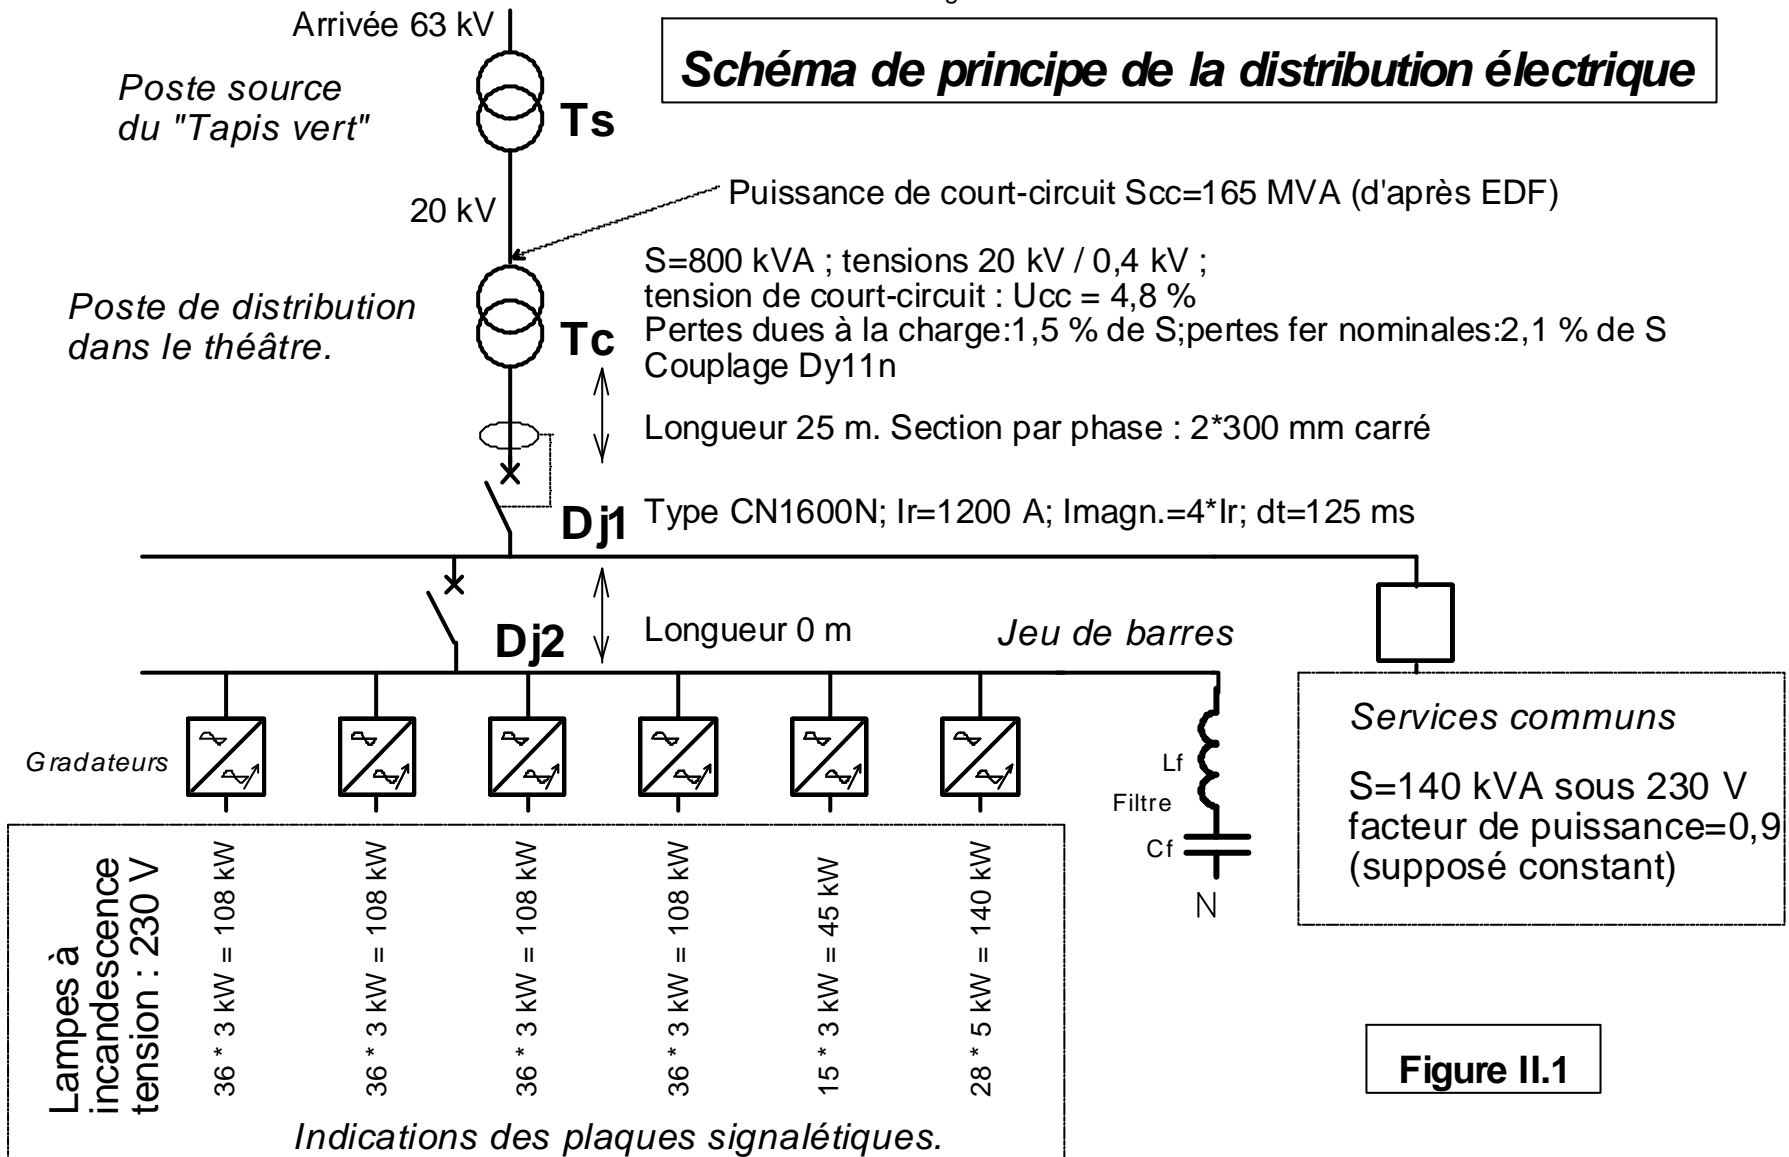 Arrivée 63 kV
Schéma de principe de la distribution électrique
Poste source
du "Tapis vert"
Ts
Puissance de court-circuit Scc=165 MVA (d'après EDF)
20 kV
S=800 kVA ; tensions 20 kV / 0,4 kV ;
tension de court-circuit : Ucc = 4,8 %
Pertes dues à la charge:1,5 % de S;pertes fer nominales:2,1 % de S
Couplage Dy11n
Poste de distribution
dans le théâtre.
Tc
Longueur 25 m. Section par phase : 2*300 mm carré
Dj1
Type CN1600N; Ir=1200 A; Imagn.=4*Ir; dt=125 ms
Dj2
Longueur 0 m
Jeu de barres
Gradateurs
Lf
Filtre
Cf
N
Services communs
S=140 kVA sous 230 V
facteur de puissance=0,9
(supposé constant)
Lampes à
incandescence
tension : 230 V
36 * 3 kW = 108 kW
36 * 3 kW = 108 kW
36 * 3 kW = 108 kW
36 * 3 kW = 108 kW
15 * 3 kW = 45 kW
28 * 5 kW = 140 kW
Indications des plaques signalétiques.
Figure II.1